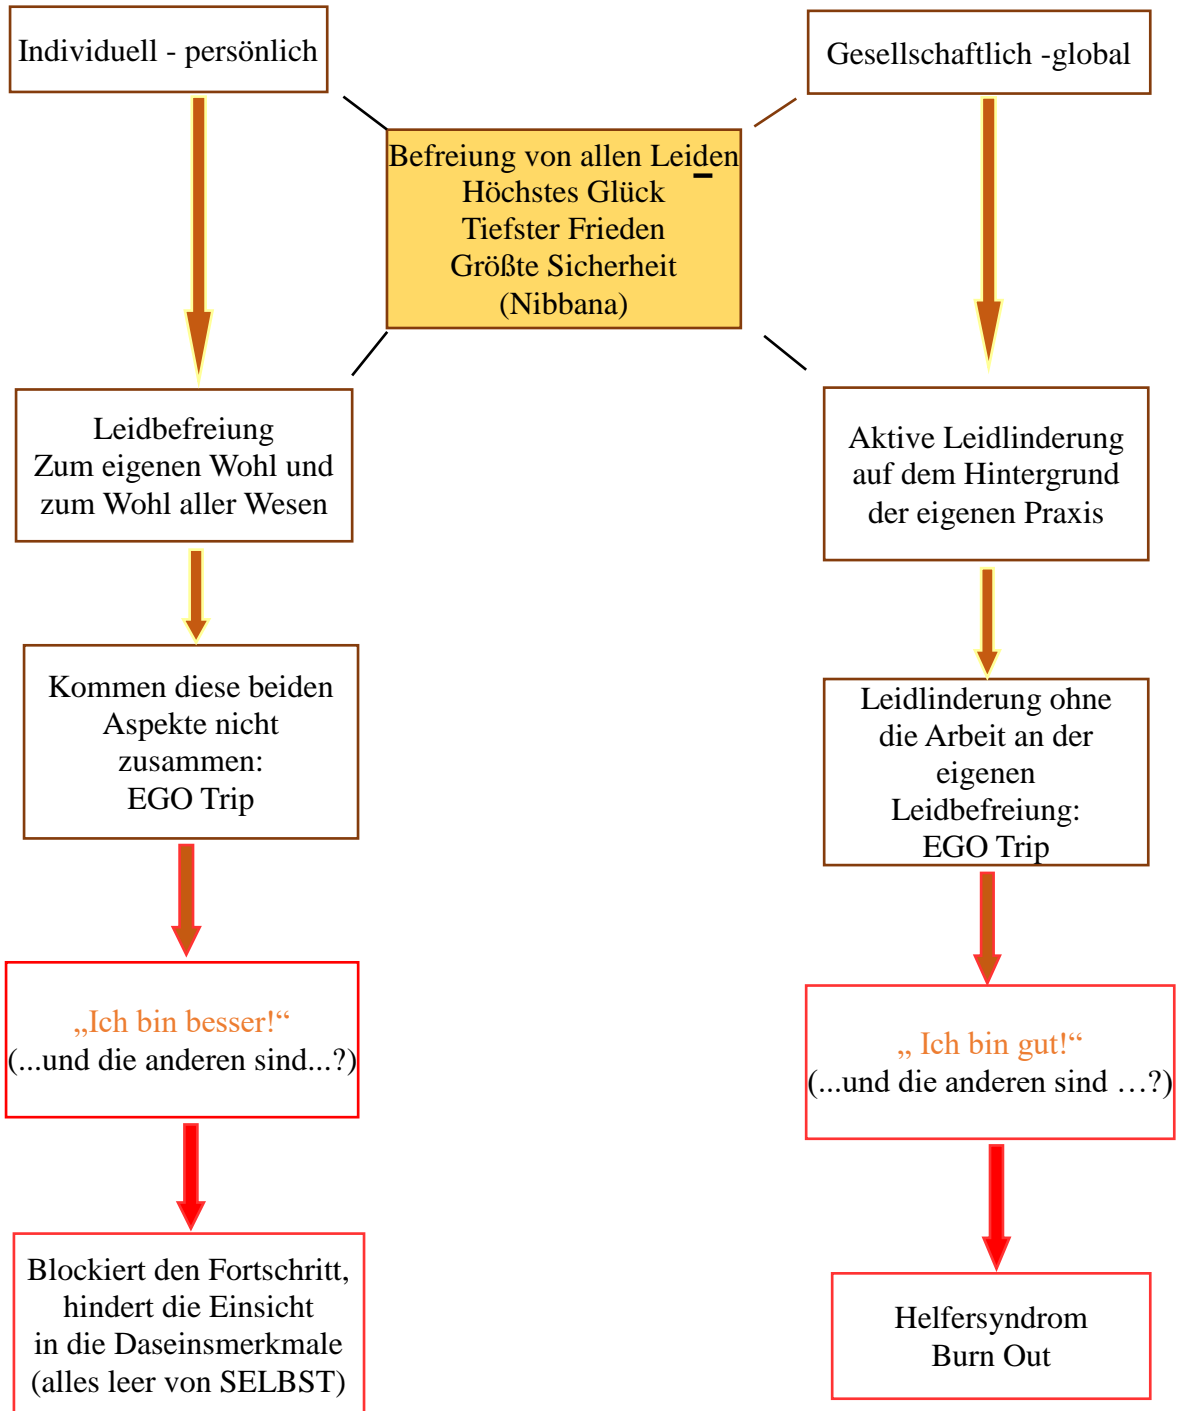 Individuell - persönlich
Gesellschaftlich -global
Befreiung von allen Leiden
Höchstes Glück
Tiefster Frieden
Größte Sicherheit
(Nibbana)
Leidbefreiung
Zum eigenen Wohl und
zum Wohl aller Wesen
Aktive Leidlinderung
auf dem Hintergrund
der eigenen Praxis
Kommen diese beiden
Aspekte nicht
zusammen:
EGO Trip
Leidlinderung ohne
die Arbeit an der
eigenen
Leidbefreiung:
EGO Trip
„Ich bin besser!“
(...und die anderen sind...?)
„ Ich bin gut!“
(...und die anderen sind …?)
Blockiert den Fortschritt,
hindert die Einsicht
in die Daseinsmerkmale
(alles leer von SELBST)
Helfersyndrom
Burn Out